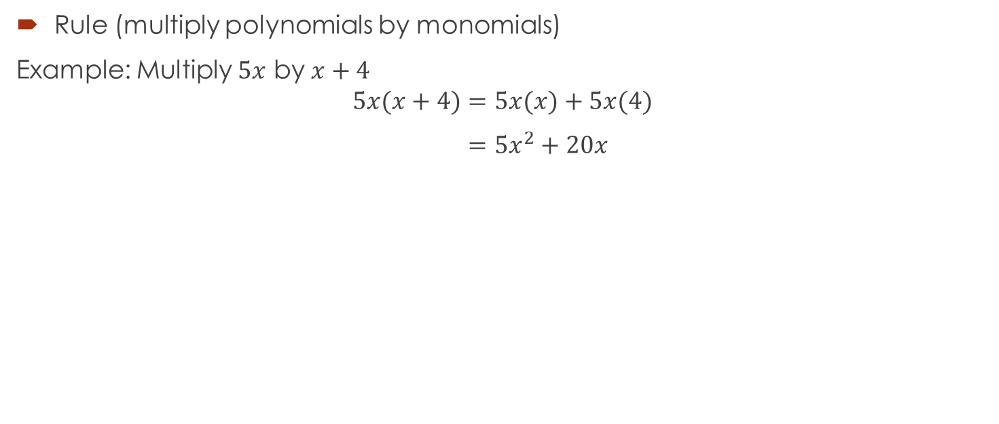 Rule (multiply polynomials by monomials)
Example: Multiply 5x by x + 4
5x(x + 4) = 5x(x) + 5x(4)
= 5x² + 20x